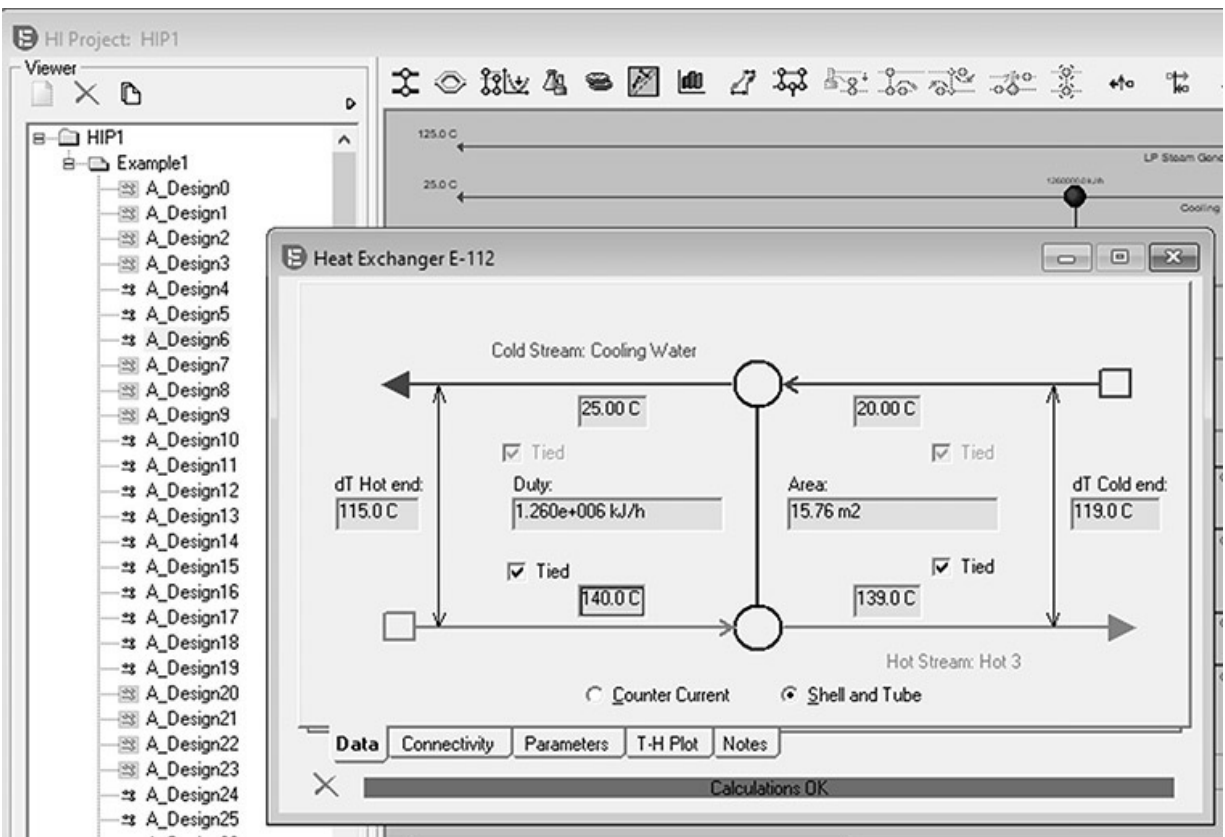 HI Project: HIP1
Viewer
HIP1
Example1
A_Design0
A_Design1
A_Design2
A_Design3
A_Design4
A_Design5
A_Design6
A_Design7
A_Design8
A_Design9
A_Design10
A_Design11
A_Design12
A_Design13
A_Design14
A_Design15
A_Design16
A_Design17
A_Design18
A_Design19
A_Design20
A_Design21
A_Design22
A_Design23
A_Design24
A_Design25
125.0 C
LP Steam Gene
25.0 C
1260000.0 kJ/h
Cooling
Heat Exchanger E-112
Cold Stream: Cooling Water
25.00 C 20.00 C
Tied Tied
dT Hot end: Duty: Area: dT Cold end:
115.0 C 1.260e+006 kJ/h 15.76 m2 119.0 C
Tied Tied
140.0 C 139.0 C
Hot Stream: Hot 3
Counter Current Shell and Tube
Data Connectivity Parameters T-H Plot Notes
Calculations OK